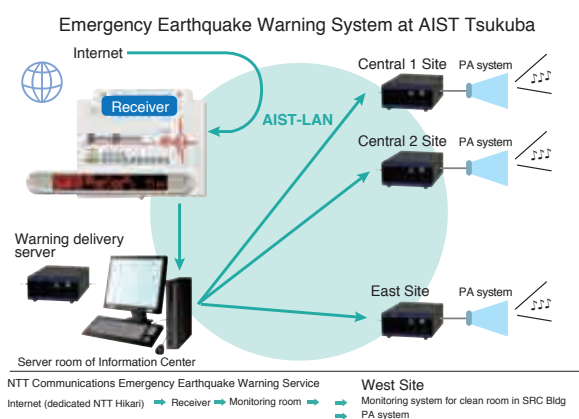 Emergency Earthquake Warning System at AIST Tsukuba
Internet
Receiver
AIST-LAN
Central 1 Site
PA system
Central 2 Site
PA system
Warning delivery
server
East Site
PA system
Server room of Information Center
NTT Communications Emergency Earthquake Warning Service
Internet (dedicated NTT Hikari) → Receiver → Monitoring room →
West Site
→ Monitoring system for clean room in SRC Bldg
→ PA system